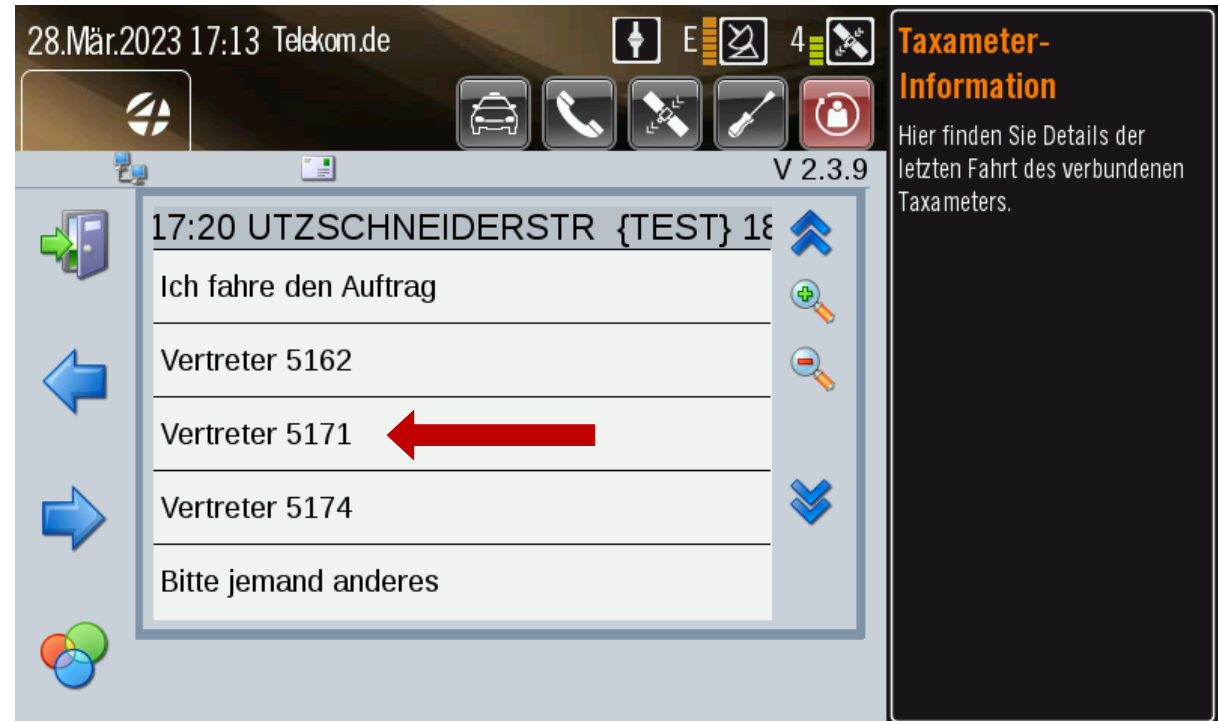 28.Mär.2023 17:13 Telekom.de
E
4
V 2.3.9
17:20 UTZSCHNEIDERSTR {TEST} 18
Ich fahre den Auftrag
Vertreter 5162
Vertreter 5171
Vertreter 5174
Bitte jemand anderes
Taxameter-
Information
Hier finden Sie Details der
letzten Fahrt des verbundenen
Taxameters.